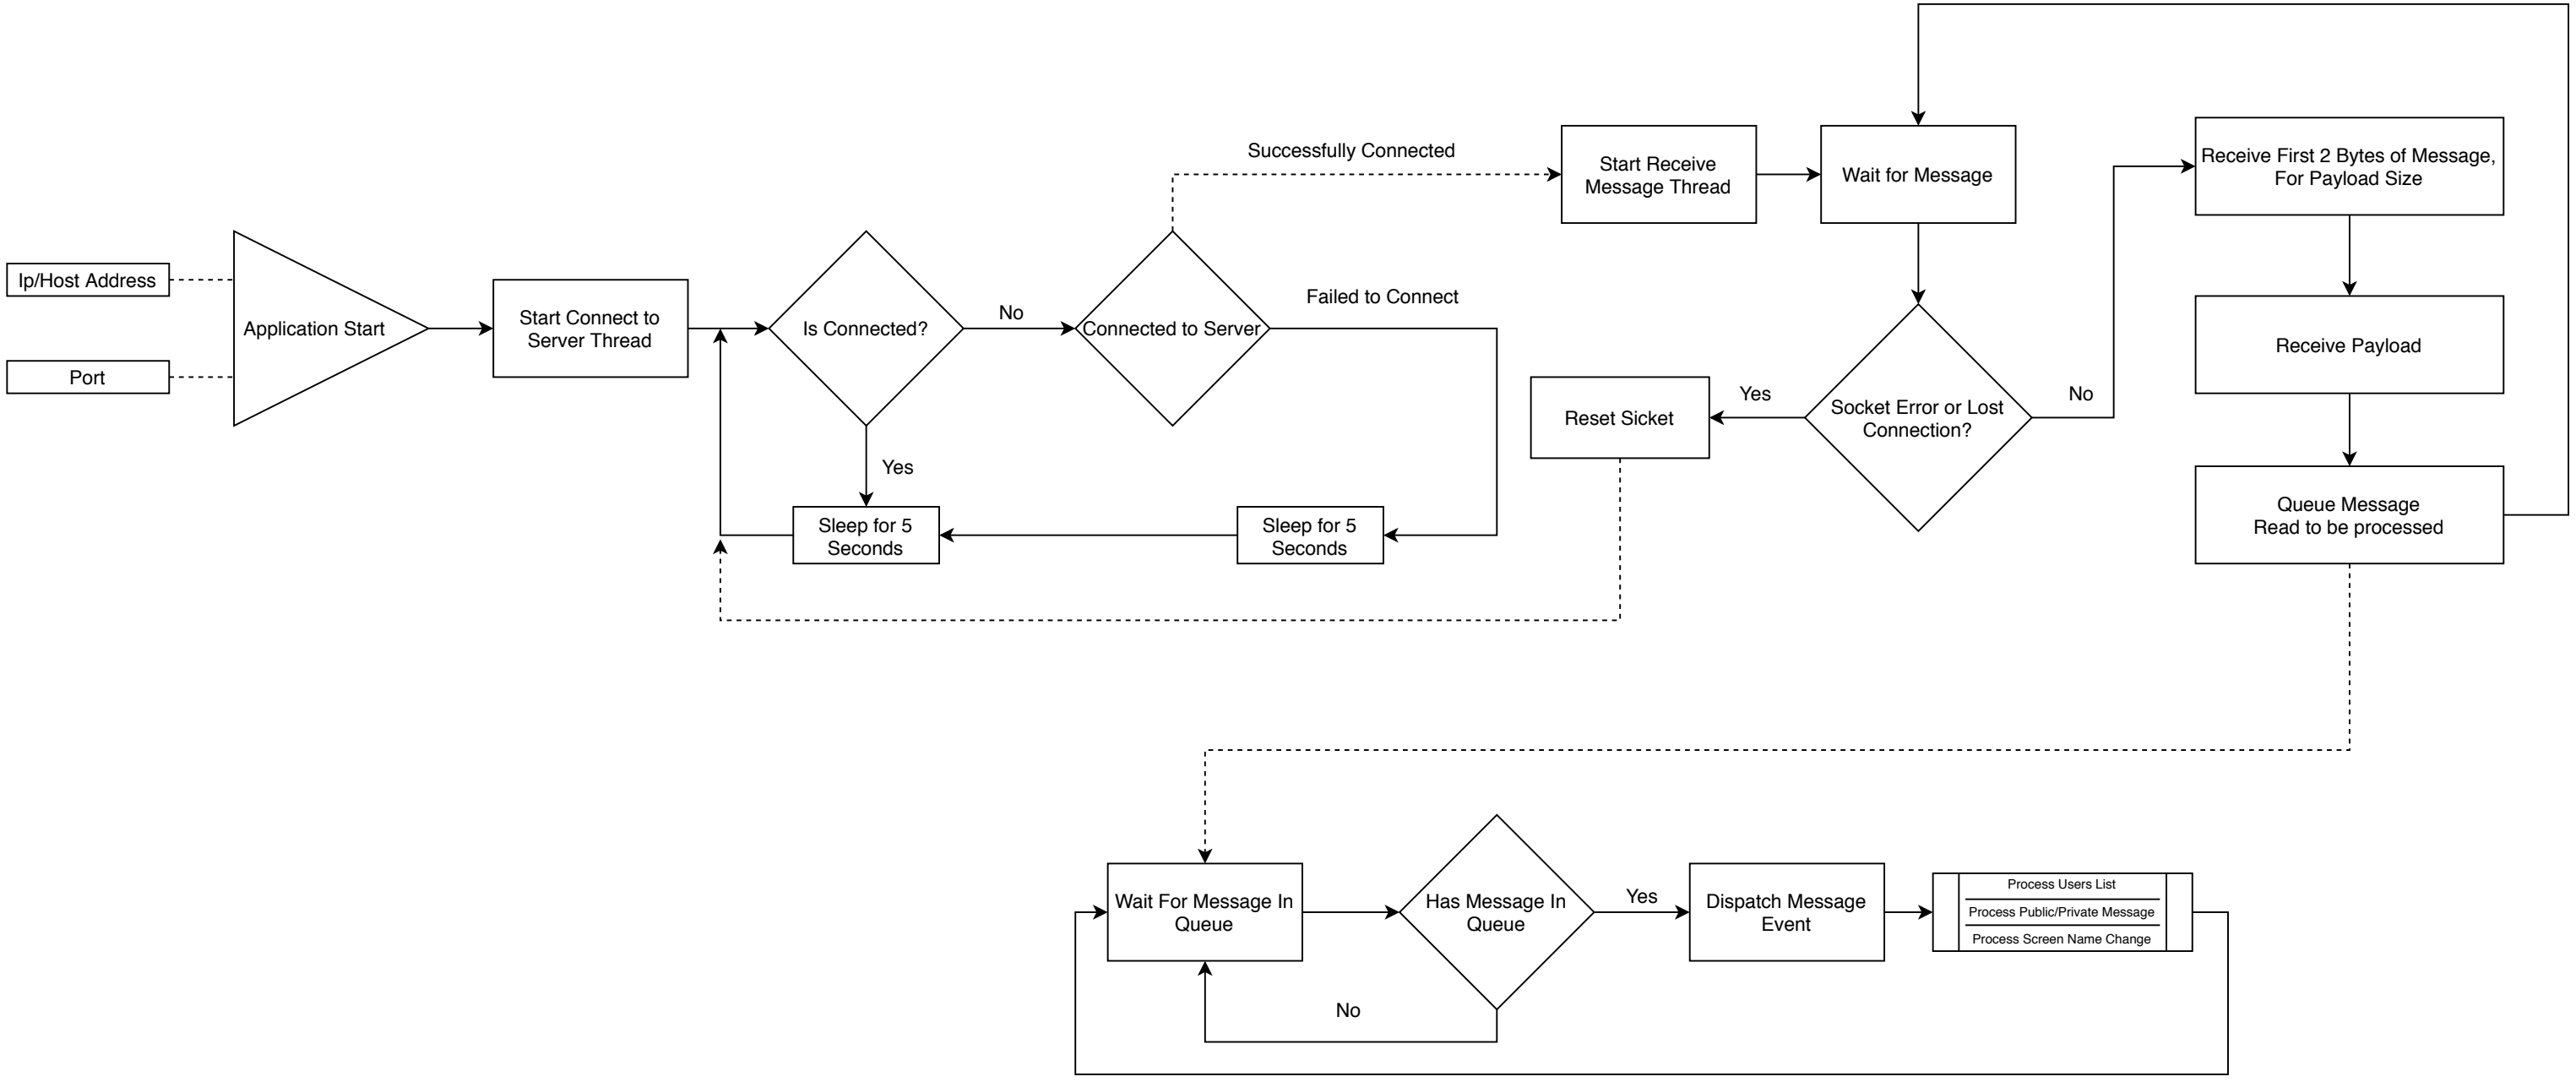 Successfully Connected
Start Receive
Message Thread
Wait for Message
Receive First 2 Bytes of Message,
For Payload Size
Ip/Host Address
Port
Application Start
Start Connect to
Server Thread
Is Connected?
No
Connected to Server
Failed to Connect
Yes
Sleep for 5
Seconds
Sleep for 5
Seconds
Reset Sicket
Yes
Socket Error or Lost
Connection?
No
Receive Payload
Queue Message
Read to be processed
Wait For Message In
Queue
Has Message In
Queue
Yes
No
Dispatch Message
Event
Process Users List
Process Public/Private Message
Process Screen Name Change